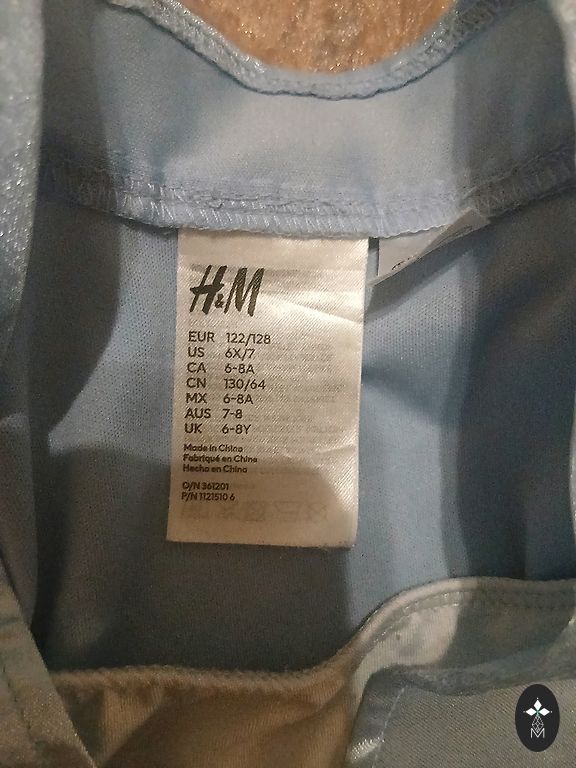 H&M
EUR 122/128
US 6X/7
CA 6-8A
CN 130/64
MX 6-8A
AUS 7-8
UK 6-8Y
Made in China
Fabriqué en Chine
Hecho en China
O/N 361201
P/N 1121510 6
M